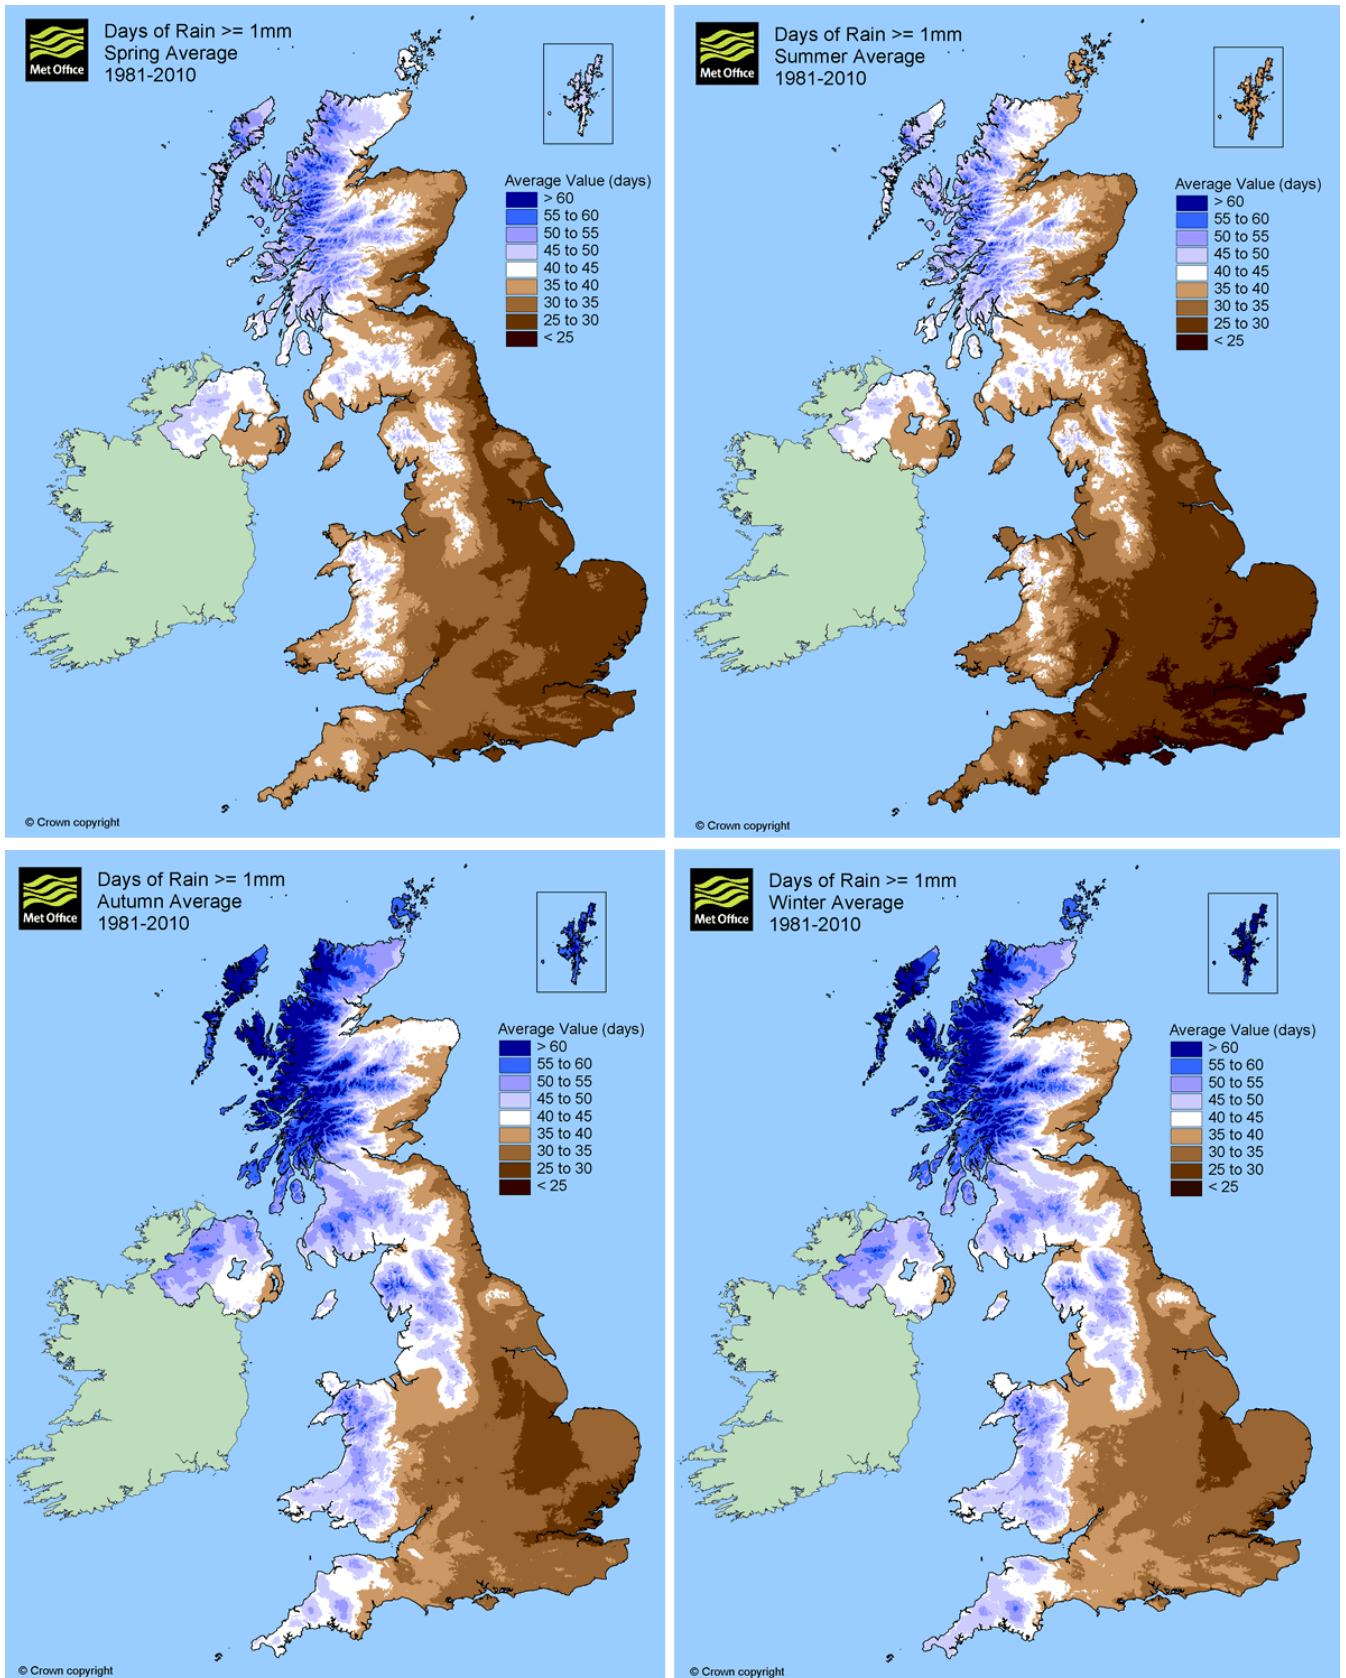 Met Office
Days of Rain >= 1mm
Spring Average
1981-2010
Average Value (days)
> 60
55 to 60
50 to 55
45 to 50
40 to 45
35 to 40
30 to 35
25 to 30
< 25
© Crown copyright
Met Office
Days of Rain >= 1mm
Summer Average
1981-2010
Average Value (days)
> 60
55 to 60
50 to 55
45 to 50
40 to 45
35 to 40
30 to 35
25 to 30
< 25
© Crown copyright
Met Office
Days of Rain >= 1mm
Autumn Average
1981-2010
Average Value (days)
> 60
55 to 60
50 to 55
45 to 50
40 to 45
35 to 40
30 to 35
25 to 30
< 25
© Crown copyright
Met Office
Days of Rain >= 1mm
Winter Average
1981-2010
Average Value (days)
> 60
55 to 60
50 to 55
45 to 50
40 to 45
35 to 40
30 to 35
25 to 30
< 25
© Crown copyright